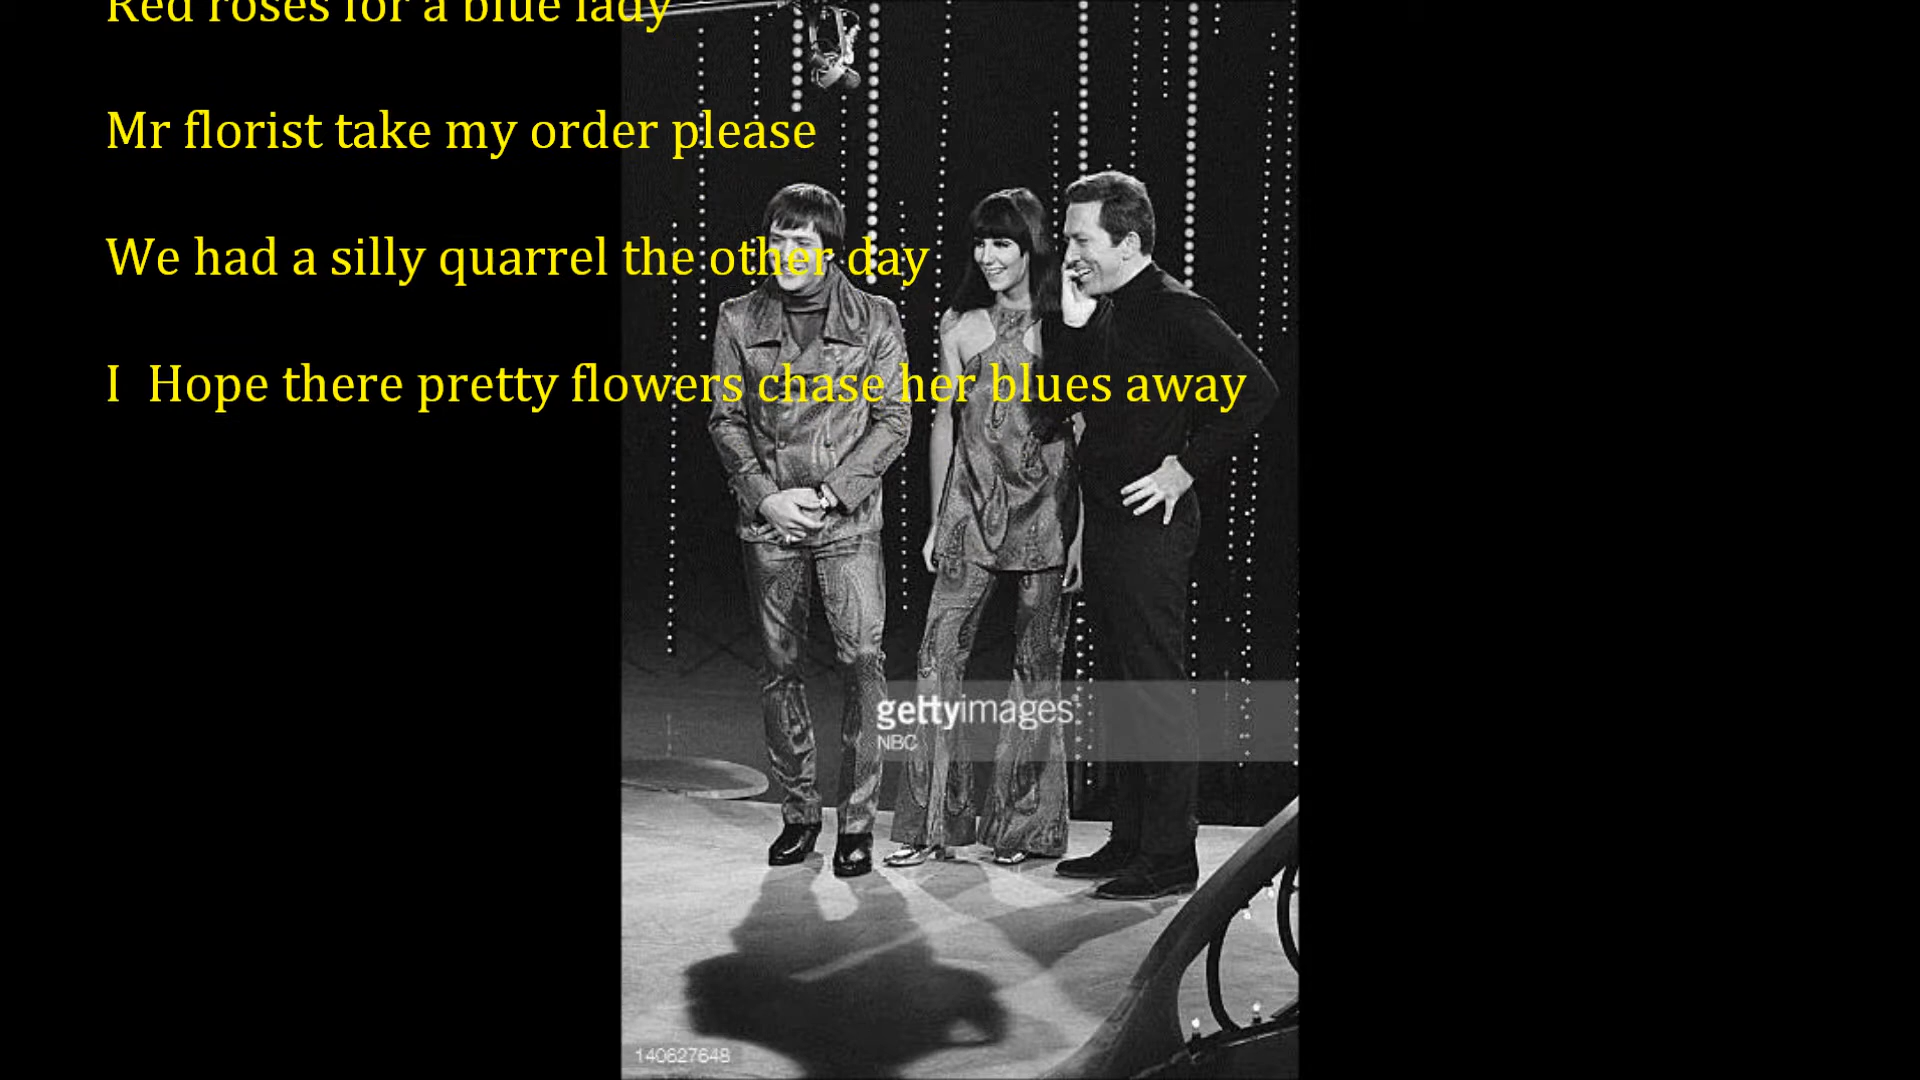 Red roses for a blue lady
Mr florist take my order please
We had a silly quarrel the other day
I  Hope there pretty flowers chase her blues away
gettyimages
NBC
140627648